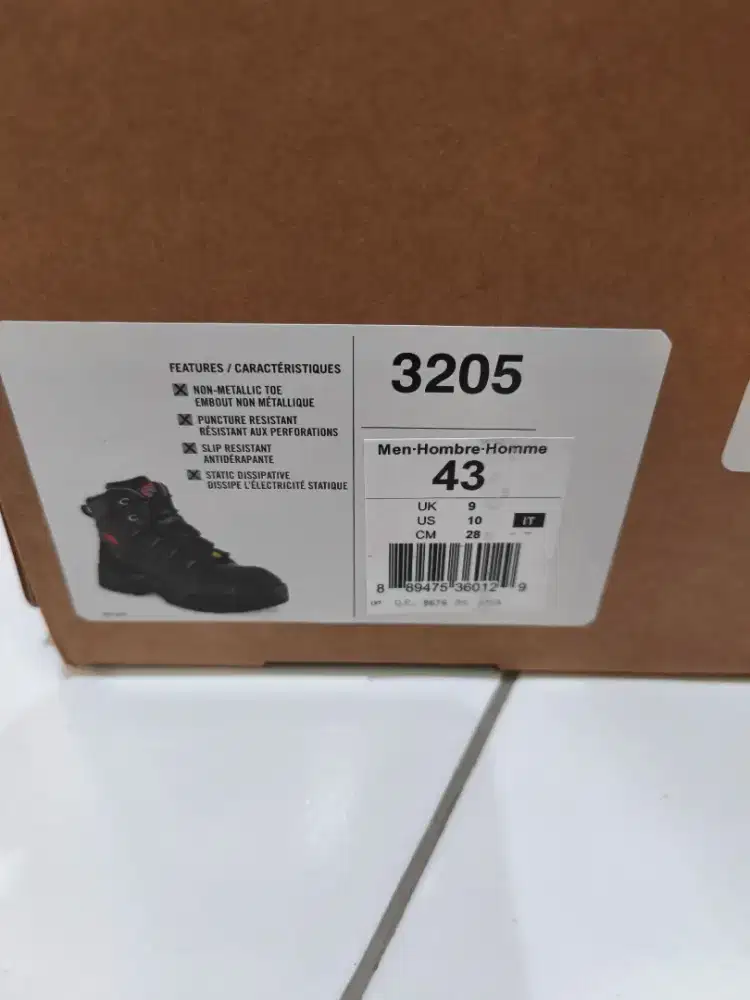 FEATURES / CARACTÉRISTIQUES
NON-METALLIC TOE
EMBOUT NON MÉTALLIQUE
PUNCTURE RESISTANT
RÉSISTANT AUX PERFORATIONS
SLIP RESISTANT
ANTIDÉRAPANTE
STATIC DISSIPATIVE
DISSIPE L'ÉLECTRICITÉ STATIQUE
3205
Men·Hombre·Homme
43
UK 9
US 10 IT
CM 28
8 89475 36012 9